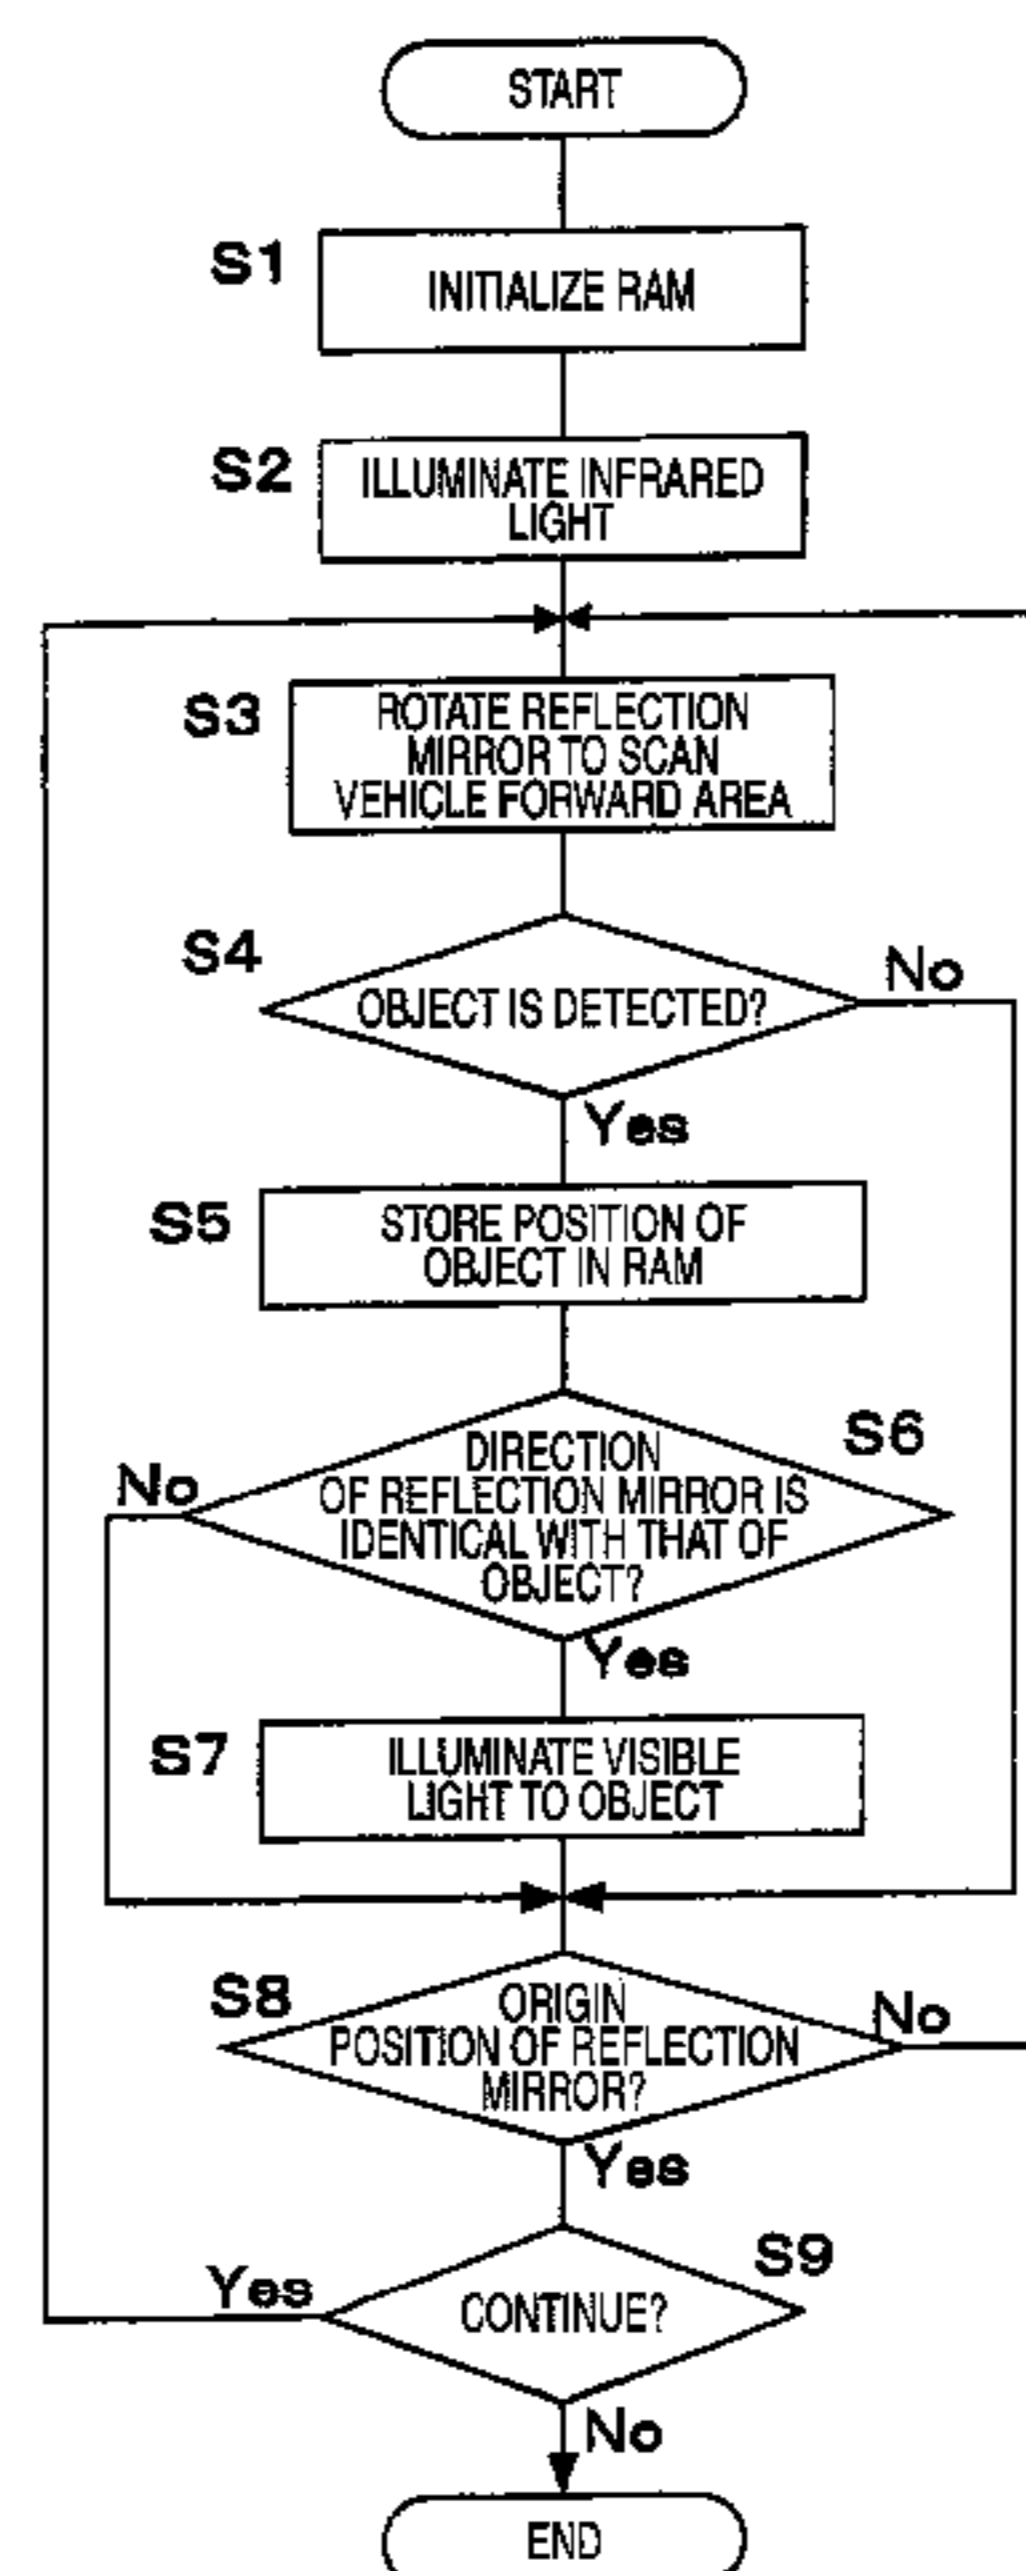 START
S1
INITIALIZE RAM
S2
ILLUMINATE INFRARED
LIGHT
S3
ROTATE REFLECTION
MIRROR TO SCAN
VEHICLE FORWARD AREA
S4
No
OBJECT IS DETECTED?
Yes
S5
STORE POSITION OF
OBJECT IN RAM
S6
No
DIRECTION
OF REFLECTION MIRROR IS
IDENTICAL WITH THAT OF
OBJECT?
Yes
S7
ILLUMINATE VISIBLE
LIGHT TO OBJECT
S8
No
ORIGIN
POSITION OF REFLECTION
MIRROR?
Yes
S9
Yes
CONTINUE?
No
END